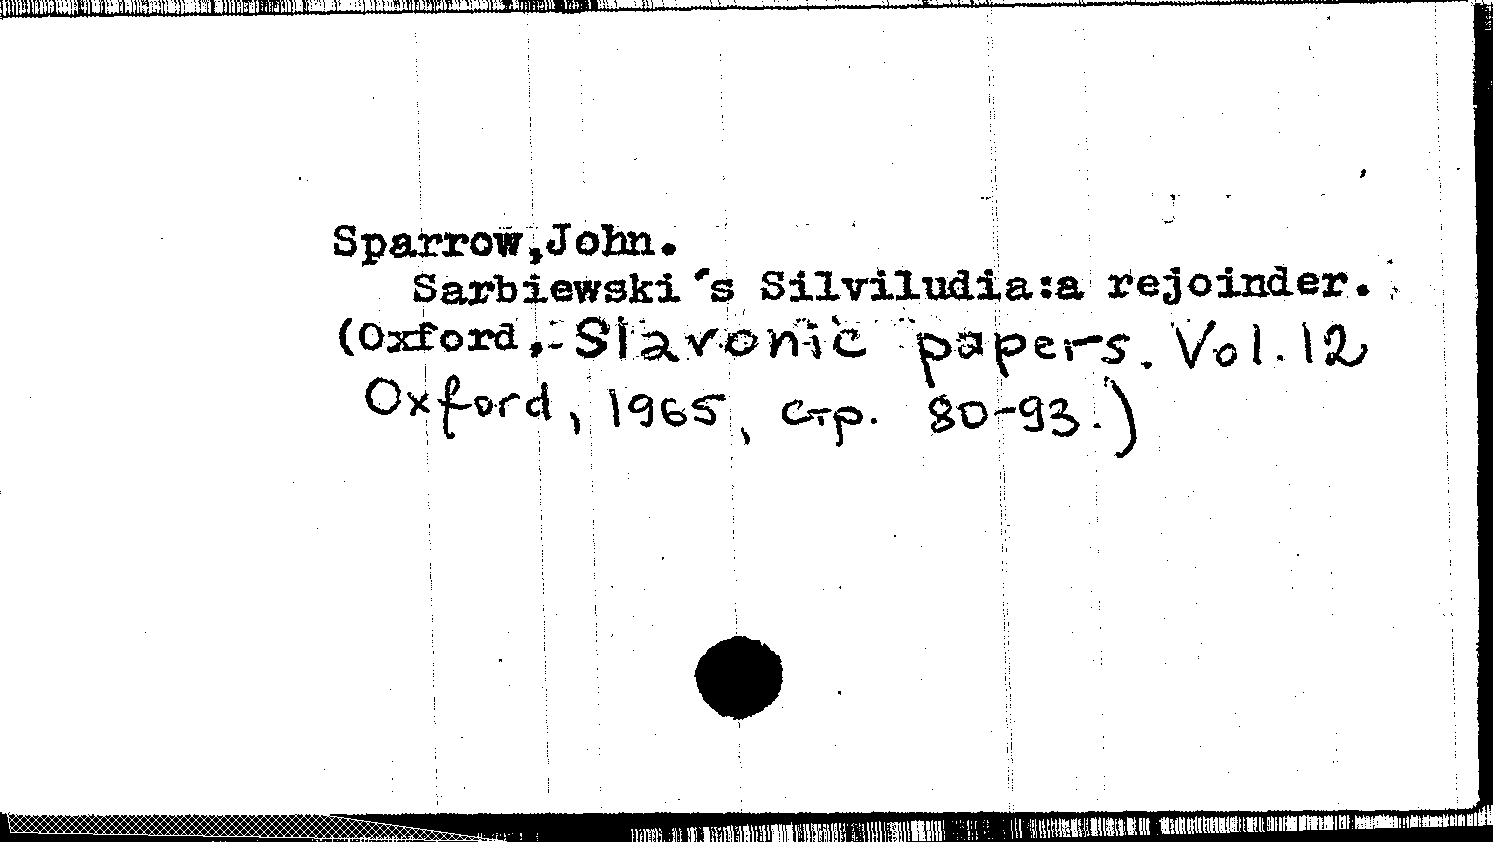 Sparrow,John.
Sarbiewski's Silviludia:a rejoinder.
(Oxford.- Slavonic papers. Vol.12
Oxford, 1965, стр. 80-93.)